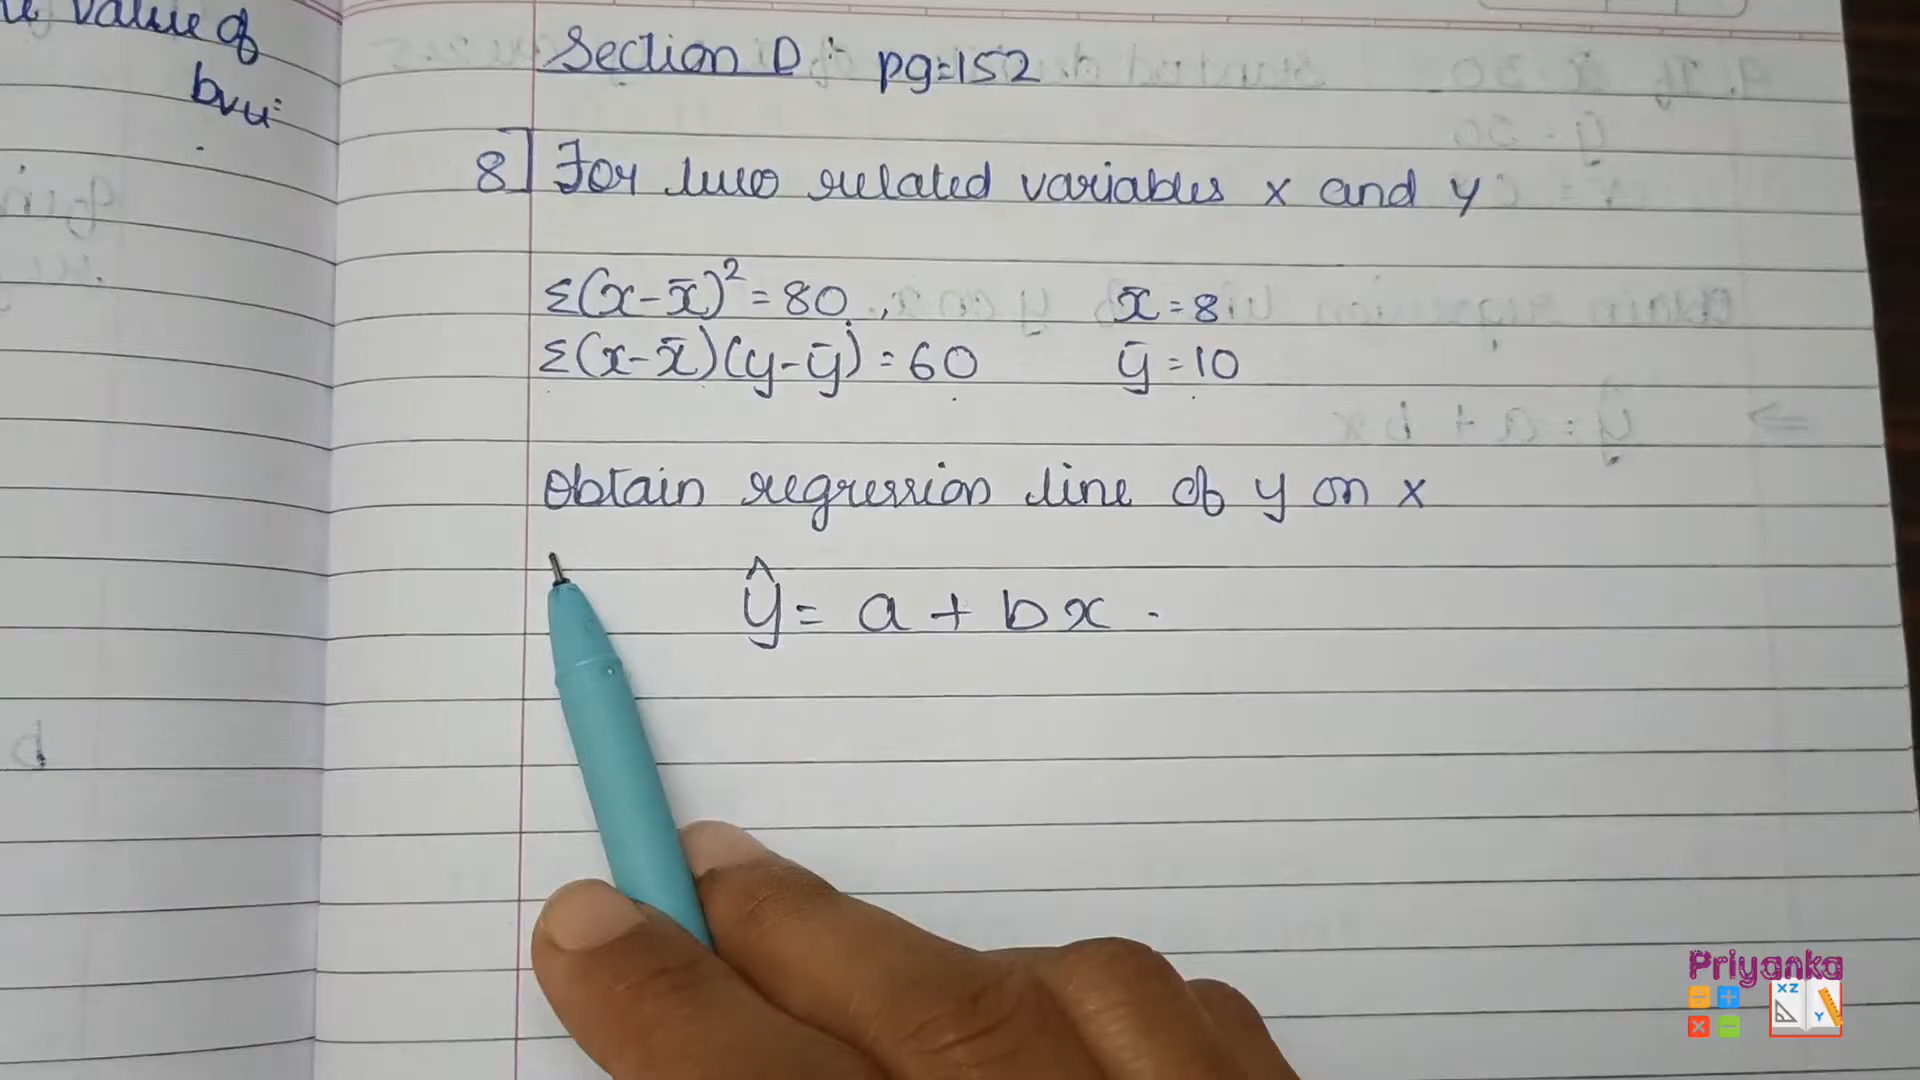 value of
bvu=
Section D : pg=152
8] For two related variables x and y
Σ(x-x̄)²=80, x̄=8
Σ(x-x̄)(y-ȳ)=60 ȳ=10
Obtain regression line of y on x
ŷ= a + bx .
Priyanka
XZ
Y